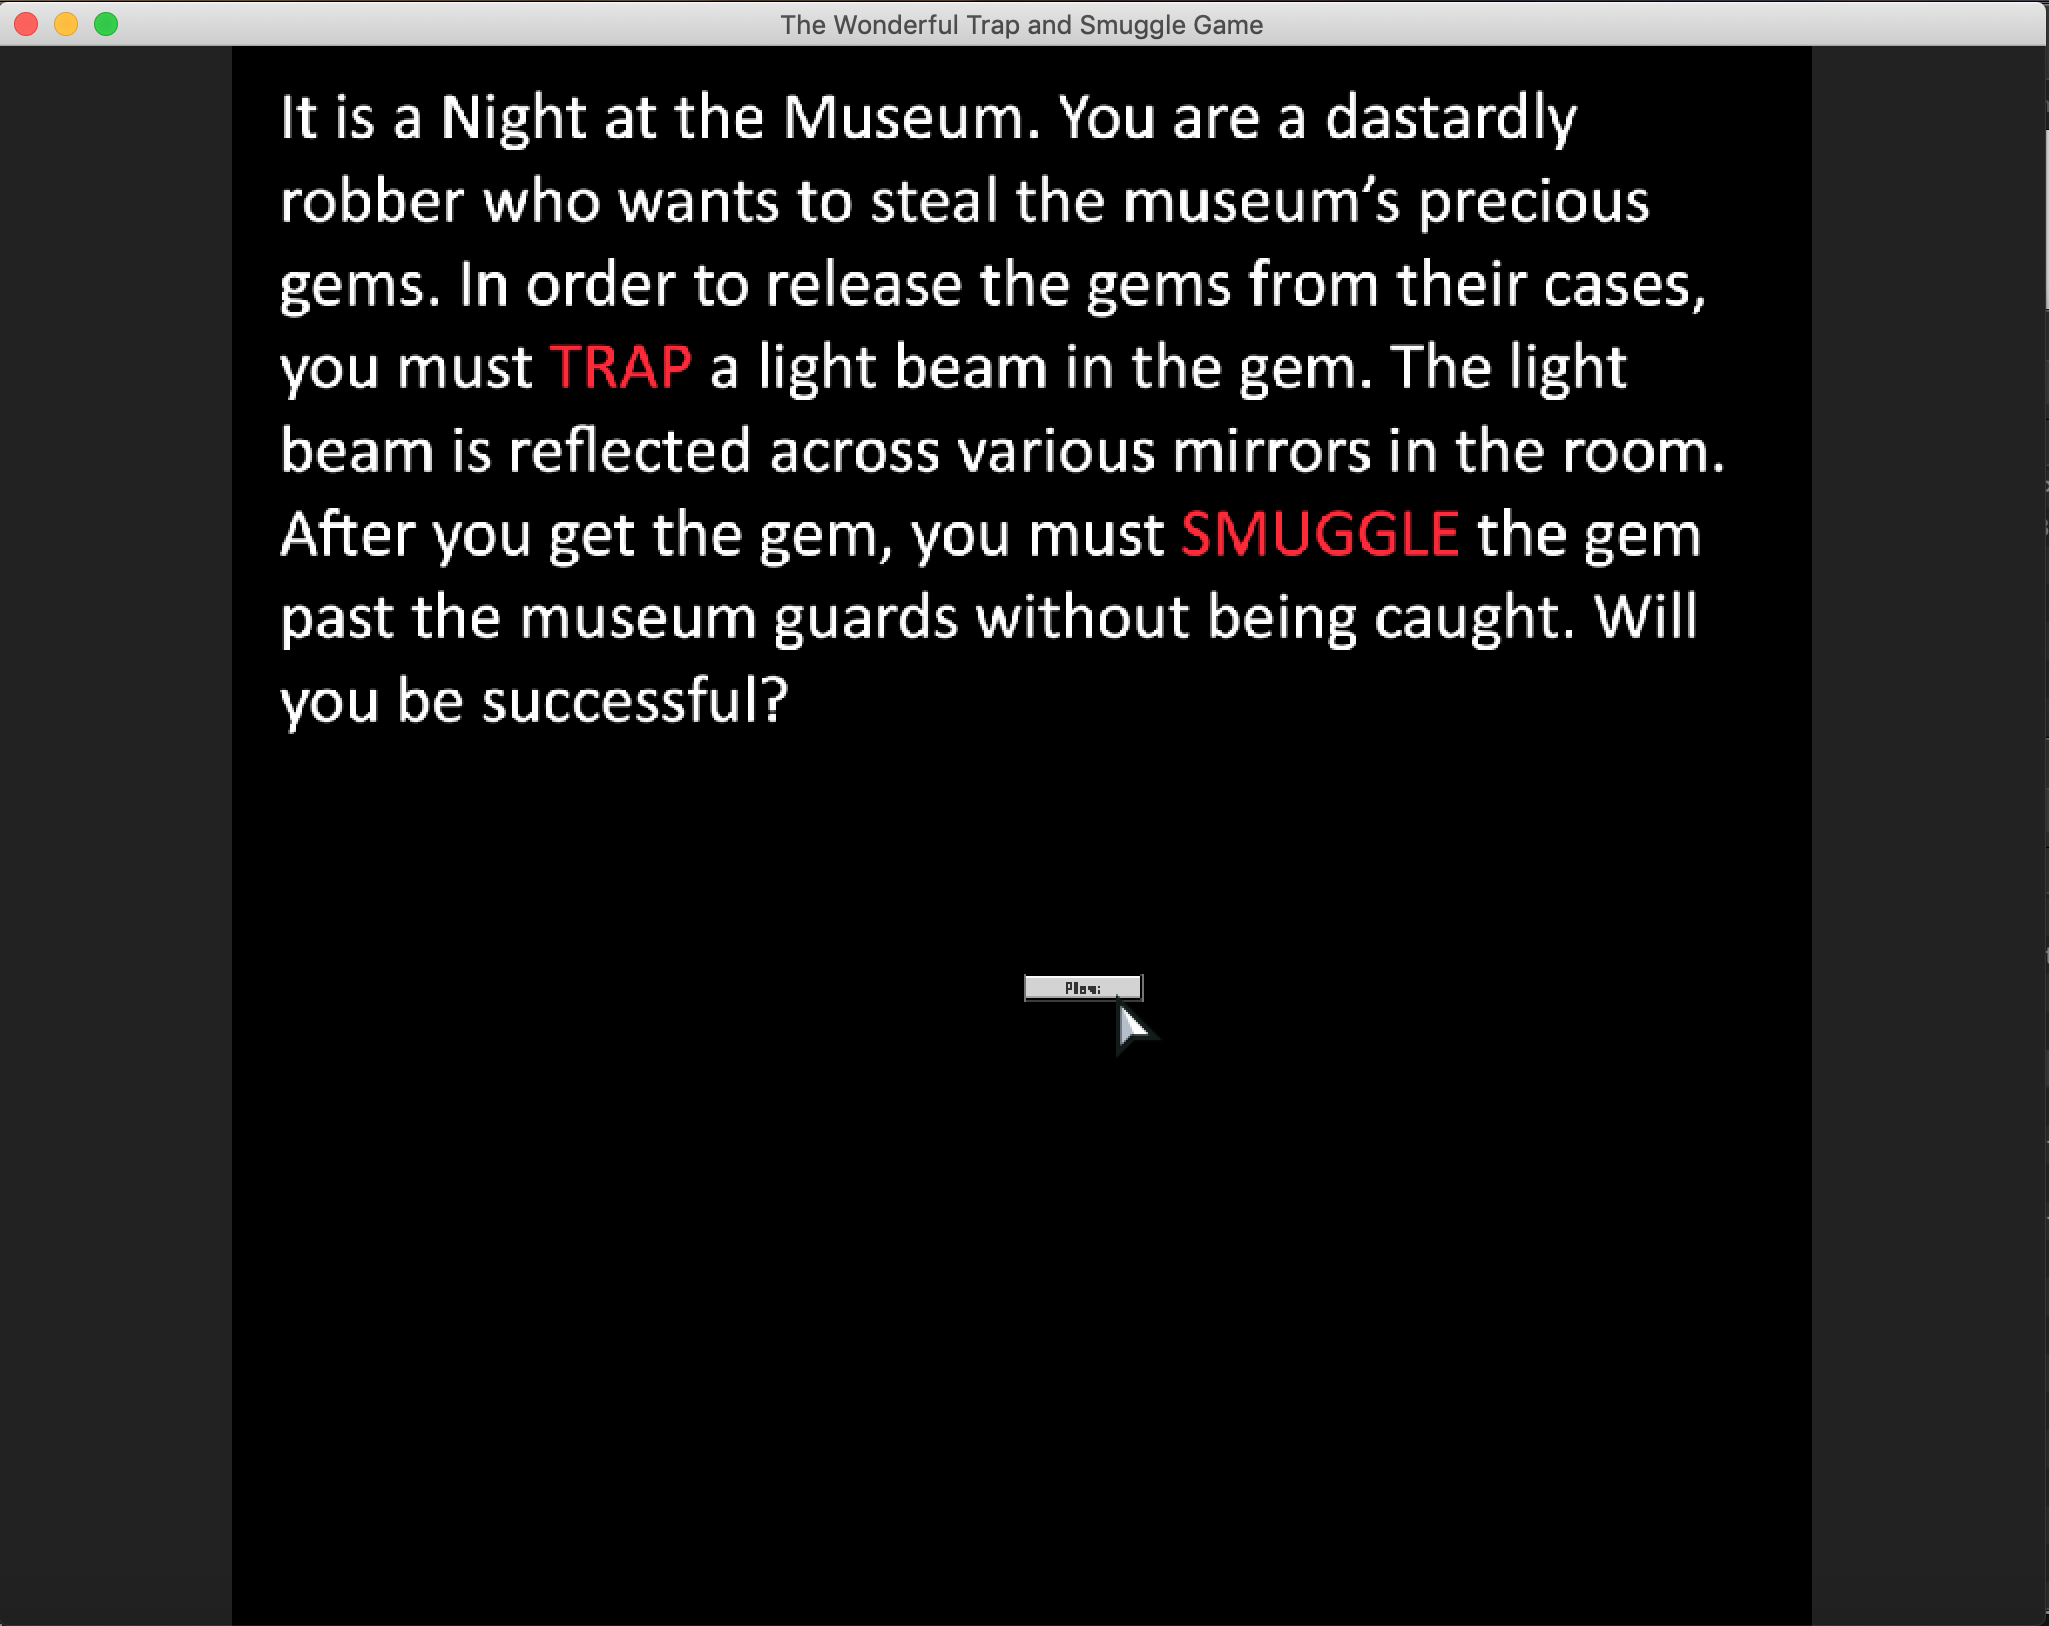 The Wonderful Trap and Smuggle Game
It is a Night at the Museum. You are a dastardly
robber who wants to steal the museum’s precious
gems. In order to release the gems from their cases,
you must TRAP a light beam in the gem. The light
beam is reflected across various mirrors in the room.
After you get the gem, you must SMUGGLE the gem
past the museum guards without being caught. Will
you be successful?